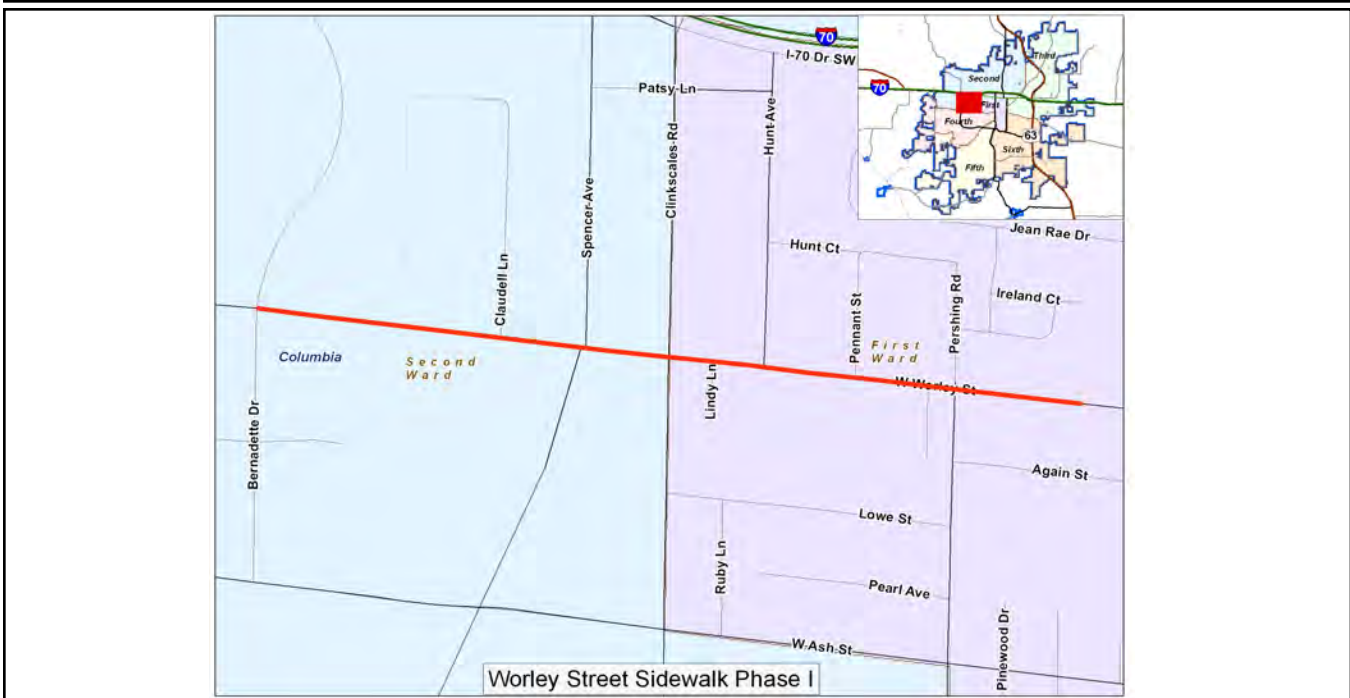 70
I-70 Dr SW
Patsy Ln
Clinkscales Rd
Hunt Ave
Spencer Ave
Claudell Ln
Hunt Ct
Jean Rae Dr
Ireland Ct
Pennant St
Pershing Rd
First
Ward
Columbia
Second
Ward
Lindy Ln
W Worley St
Bernadette Dr
Again St
Lowe St
Ruby Ln
Pearl Ave
W Ash St
Pinewood Dr
Worley Street Sidewalk Phase I
Third
Second
70
First
Fourth
63
Sixth
Fifth